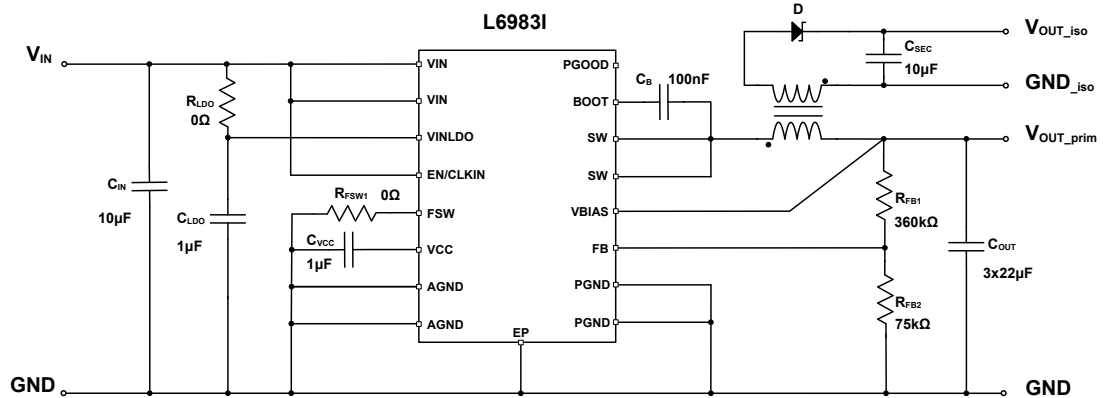 L6983I
D
VOUT_iso
CSEC
10µF
GND_iso
VIN
VIN
PGOOD
CB 100nF
RLDO
0Ω
VIN
BOOT
VINLDO
SW
VOUT_prim
CIN
10µF
EN/CLKIN
SW
CLDO
1µF
RFSW1 0Ω
FSW
VBIAS
RFB1
360kΩ
CVCC
1µF
VCC
FB
COUT
3x22µF
AGND
PGND
RFB2
75kΩ
AGND
PGND
EP
GND
GND